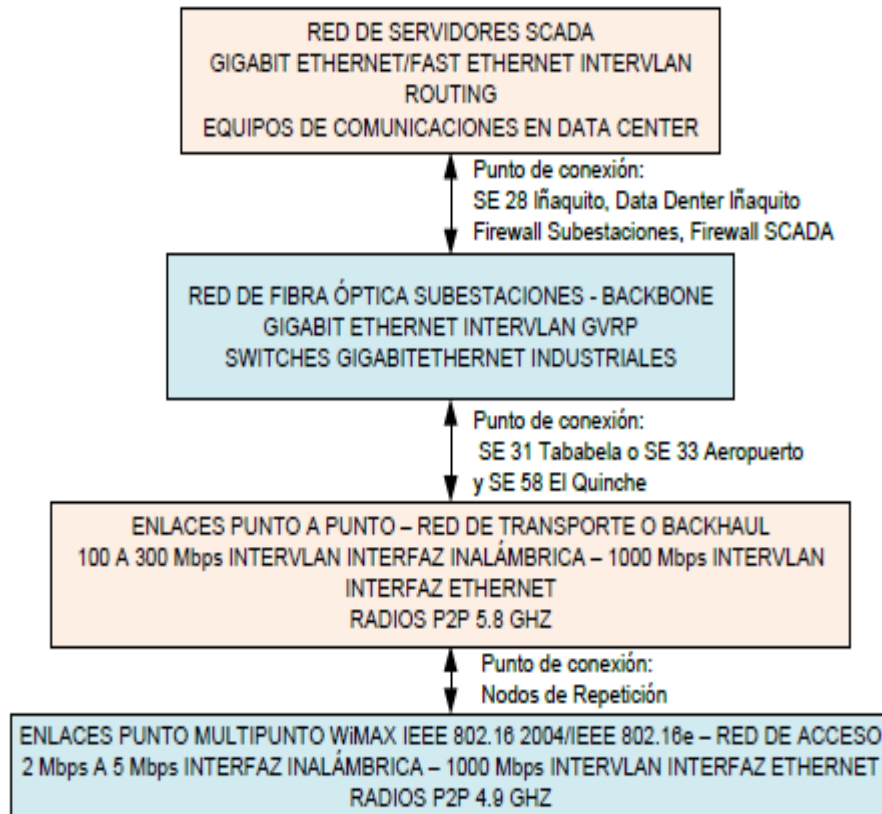 RED DE SERVIDORES SCADA
GIGABIT ETHERNET/FAST ETHERNET INTERVLAN
ROUTING
EQUIPOS DE COMUNICACIONES EN DATA CENTER
Punto de conexión:
SE 28 Iñaquito, Data Denter Iñaquito
Firewall Subestaciones, Firewall SCADA
RED DE FIBRA ÓPTICA SUBESTACIONES - BACKBONE
GIGABIT ETHERNET INTERVLAN GVRP
SWITCHES GIGABITETHERNET INDUSTRIALES
Punto de conexión:
SE 31 Tababela o SE 33 Aeropuerto
y SE 58 El Quinche
ENLACES PUNTO A PUNTO – RED DE TRANSPORTE O BACKHAUL
100 A 300 Mbps INTERVLAN INTERFAZ INALÁMBRICA – 1000 Mbps INTERVLAN
INTERFAZ ETHERNET
RADIOS P2P 5.8 GHZ
Punto de conexión:
Nodos de Repetición
ENLACES PUNTO MULTIPUNTO WiMAX IEEE 802.16 2004/IEEE 802.16e – RED DE ACCESO
2 Mbps A 5 Mbps INTERFAZ INALÁMBRICA – 1000 Mbps INTERVLAN INTERFAZ ETHERNET
RADIOS P2P 4.9 GHZ